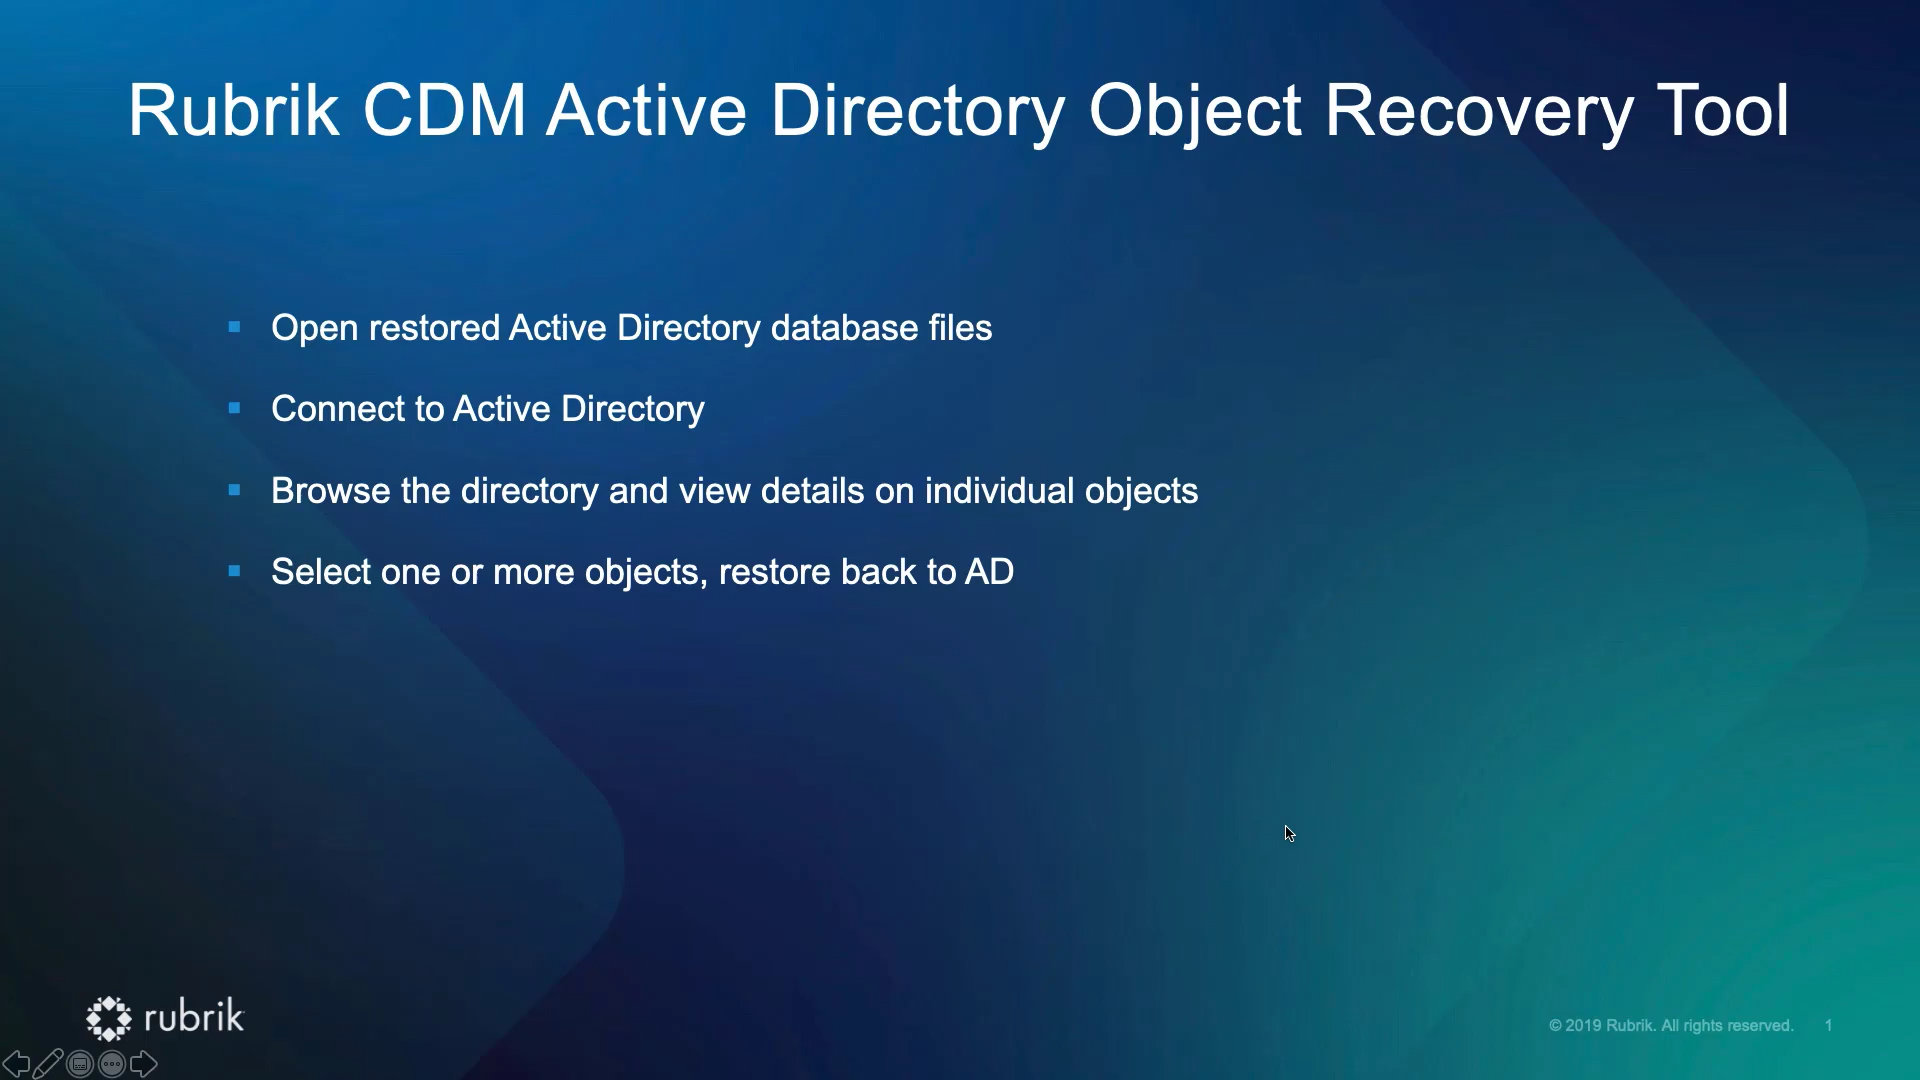 Rubrik CDM Active Directory Object Recovery Tool
Open restored Active Directory database files
Connect to Active Directory
Browse the directory and view details on individual objects
Select one or more objects, restore back to AD
rubrik
© 2019 Rubrik. All rights reserved. 1